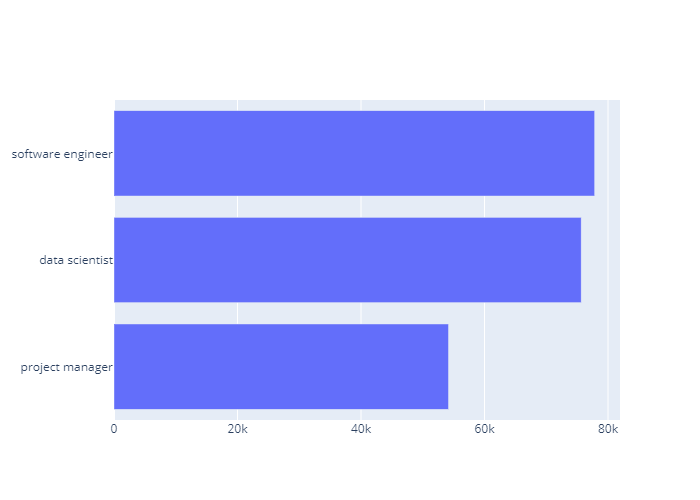 software engineer
data scientist
project manager
0 20k 40k 60k 80k